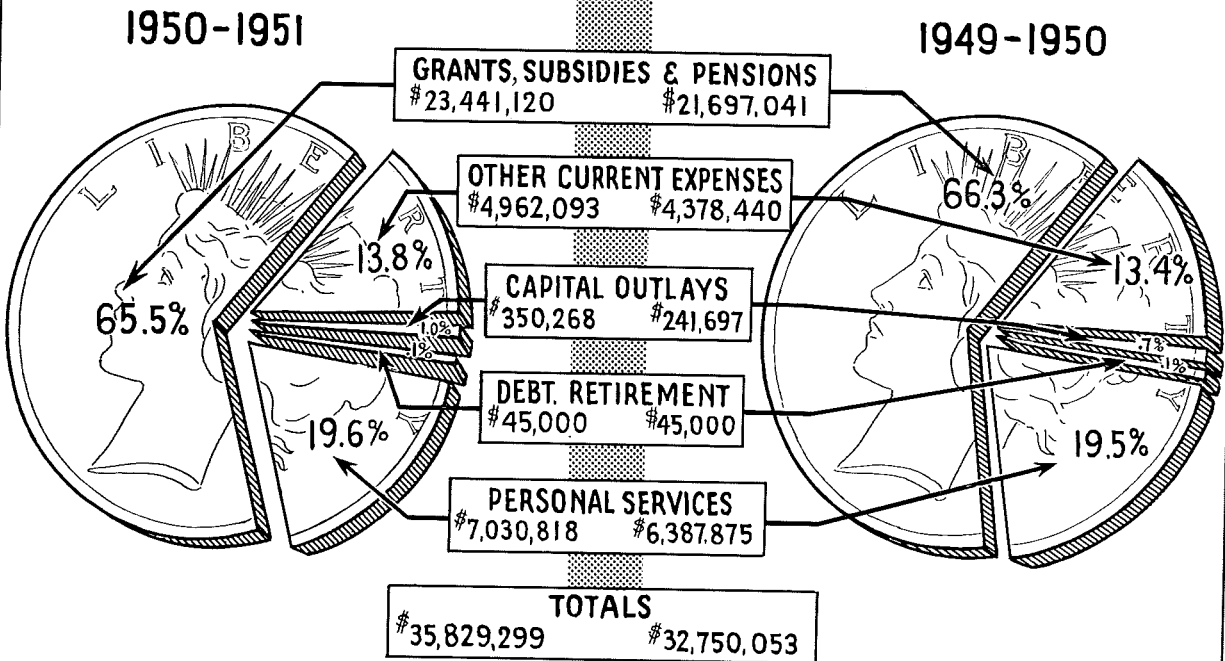 1950-1951
1949-1950
GRANTS, SUBSIDIES & PENSIONS
$23,441,120 $21,697,041
OTHER CURRENT EXPENSES
$4,962,093 $4,378,440
CAPITAL OUTLAYS
$350,268 $241,697
DEBT. RETIREMENT
$45,000 $45,000
PERSONAL SERVICES
$7,030,818 $6,387.875
TOTALS
$35,829,299 $32,750,053
LIBERTY
65.5%
13.8%
1.0%
.1%
19.6%
LIBERTY
66.3%
13.4%
.7%
.1%
19.5%